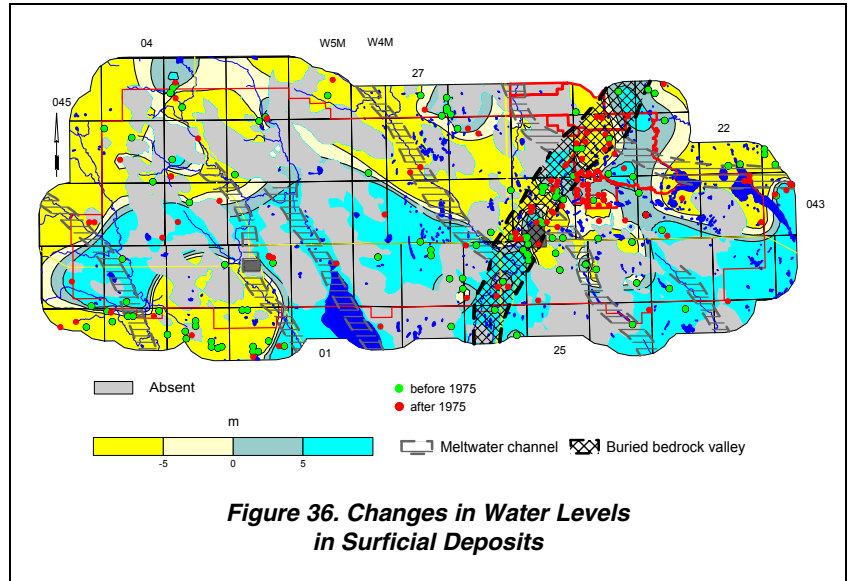 04
W5M W4M
27
045
22
043
01
25
Absent
before 1975
after 1975
m
-5 0 5
Meltwater channel
Buried bedrock valley
Figure 36. Changes in Water Levels
in Surficial Deposits